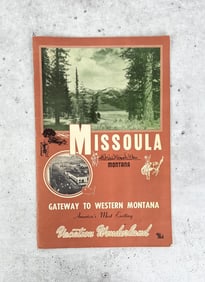 MISSOULA
MONTANA
GATEWAY TO WESTERN MONTANA
America's Most Exciting
Vacation Wonderland